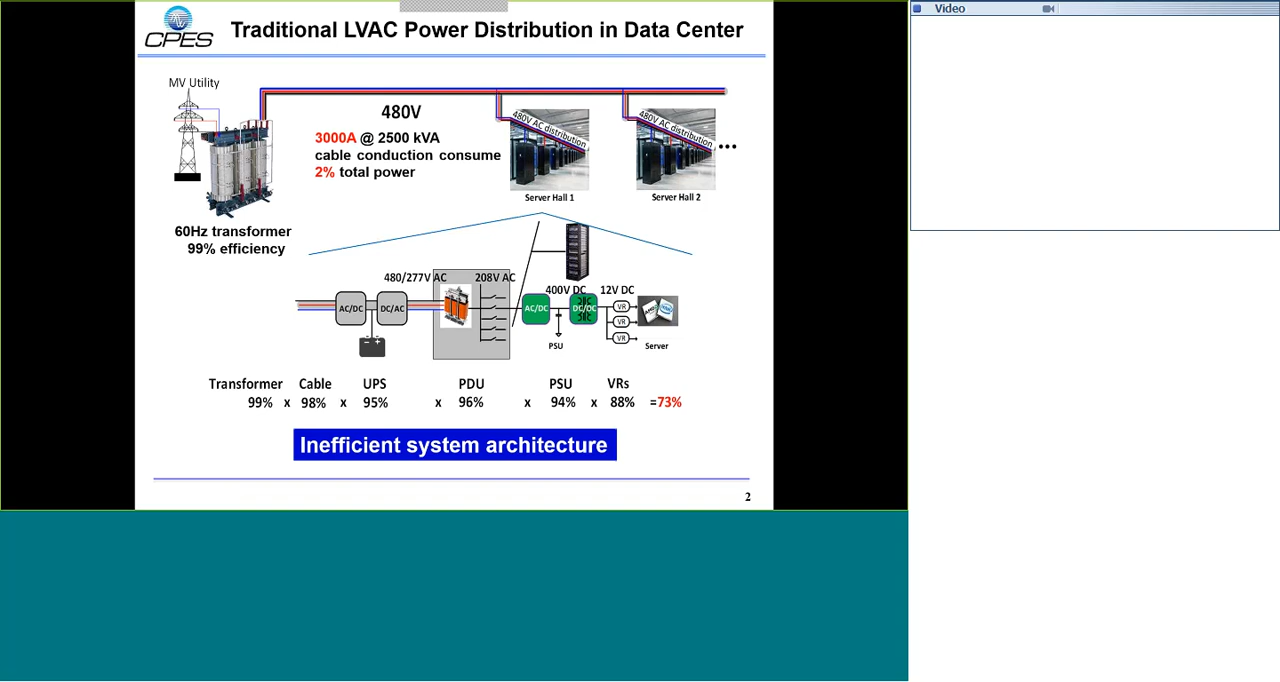 Video
CPES
Traditional LVAC Power Distribution in Data Center
MV Utility
480V
3000A @ 2500 kVA
cable conduction consume
2% total power
480V AC distribution
480V AC distribution
...
Server Hall 1
Server Hall 2
60Hz transformer
99% efficiency
480/277V AC
208V AC
400V DC
12V DC
AC/DC
DC/AC
AC/DC
DC/DC
VR
VR
VR
PSU
Server
Transformer Cable UPS PDU PSU VRs
99% x 98% x 95% x 96% x 94% x 88% =73%
Inefficient system architecture
2